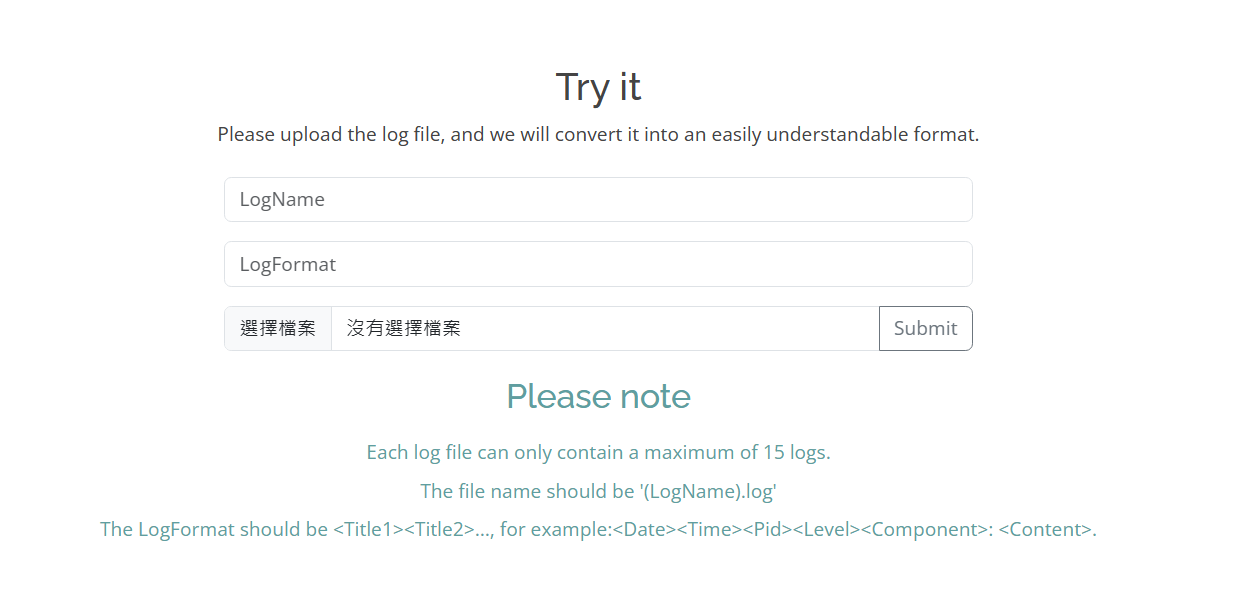 Try it
Please upload the log file, and we will convert it into an easily understandable format.
LogName
LogFormat
選擇檔案 沒有選擇檔案 Submit
Please note
Each log file can only contain a maximum of 15 logs.
The file name should be '(LogName).log'
The LogFormat should be <Title1><Title2>..., for example:<Date><Time><Pid><Level><Component>: <Content>.